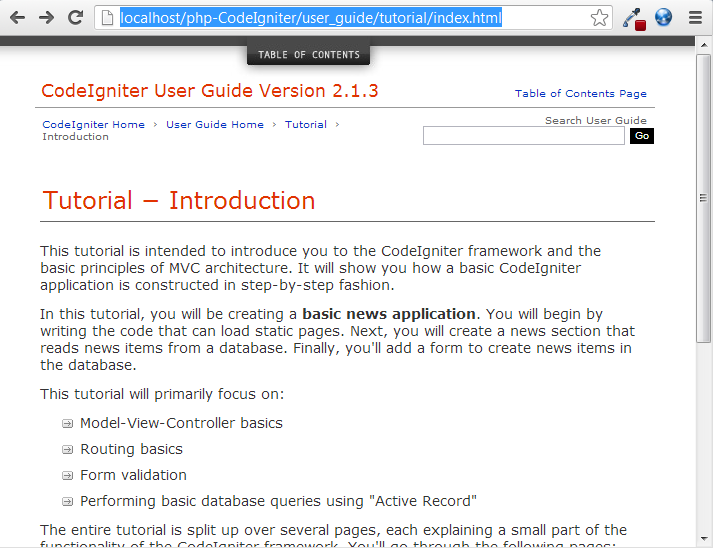 localhost/php-CodeIgniter/user_guide/tutorial/index.html
TABLE OF CONTENTS
CodeIgniter User Guide Version 2.1.3
Table of Contents Page
CodeIgniter Home › User Guide Home › Tutorial ›
Introduction
Search User Guide
Go
Tutorial − Introduction
This tutorial is intended to introduce you to the CodeIgniter framework and the
basic principles of MVC architecture. It will show you how a basic CodeIgniter
application is constructed in step-by-step fashion.
In this tutorial, you will be creating a basic news application. You will begin by
writing the code that can load static pages. Next, you will create a news section that
reads news items from a database. Finally, you'll add a form to create news items in
the database.
This tutorial will primarily focus on:
Model-View-Controller basics
Routing basics
Form validation
Performing basic database queries using "Active Record"
The entire tutorial is split up over several pages, each explaining a small part of the
functionality of the CodeIgniter framework. You'll go through the following pages: